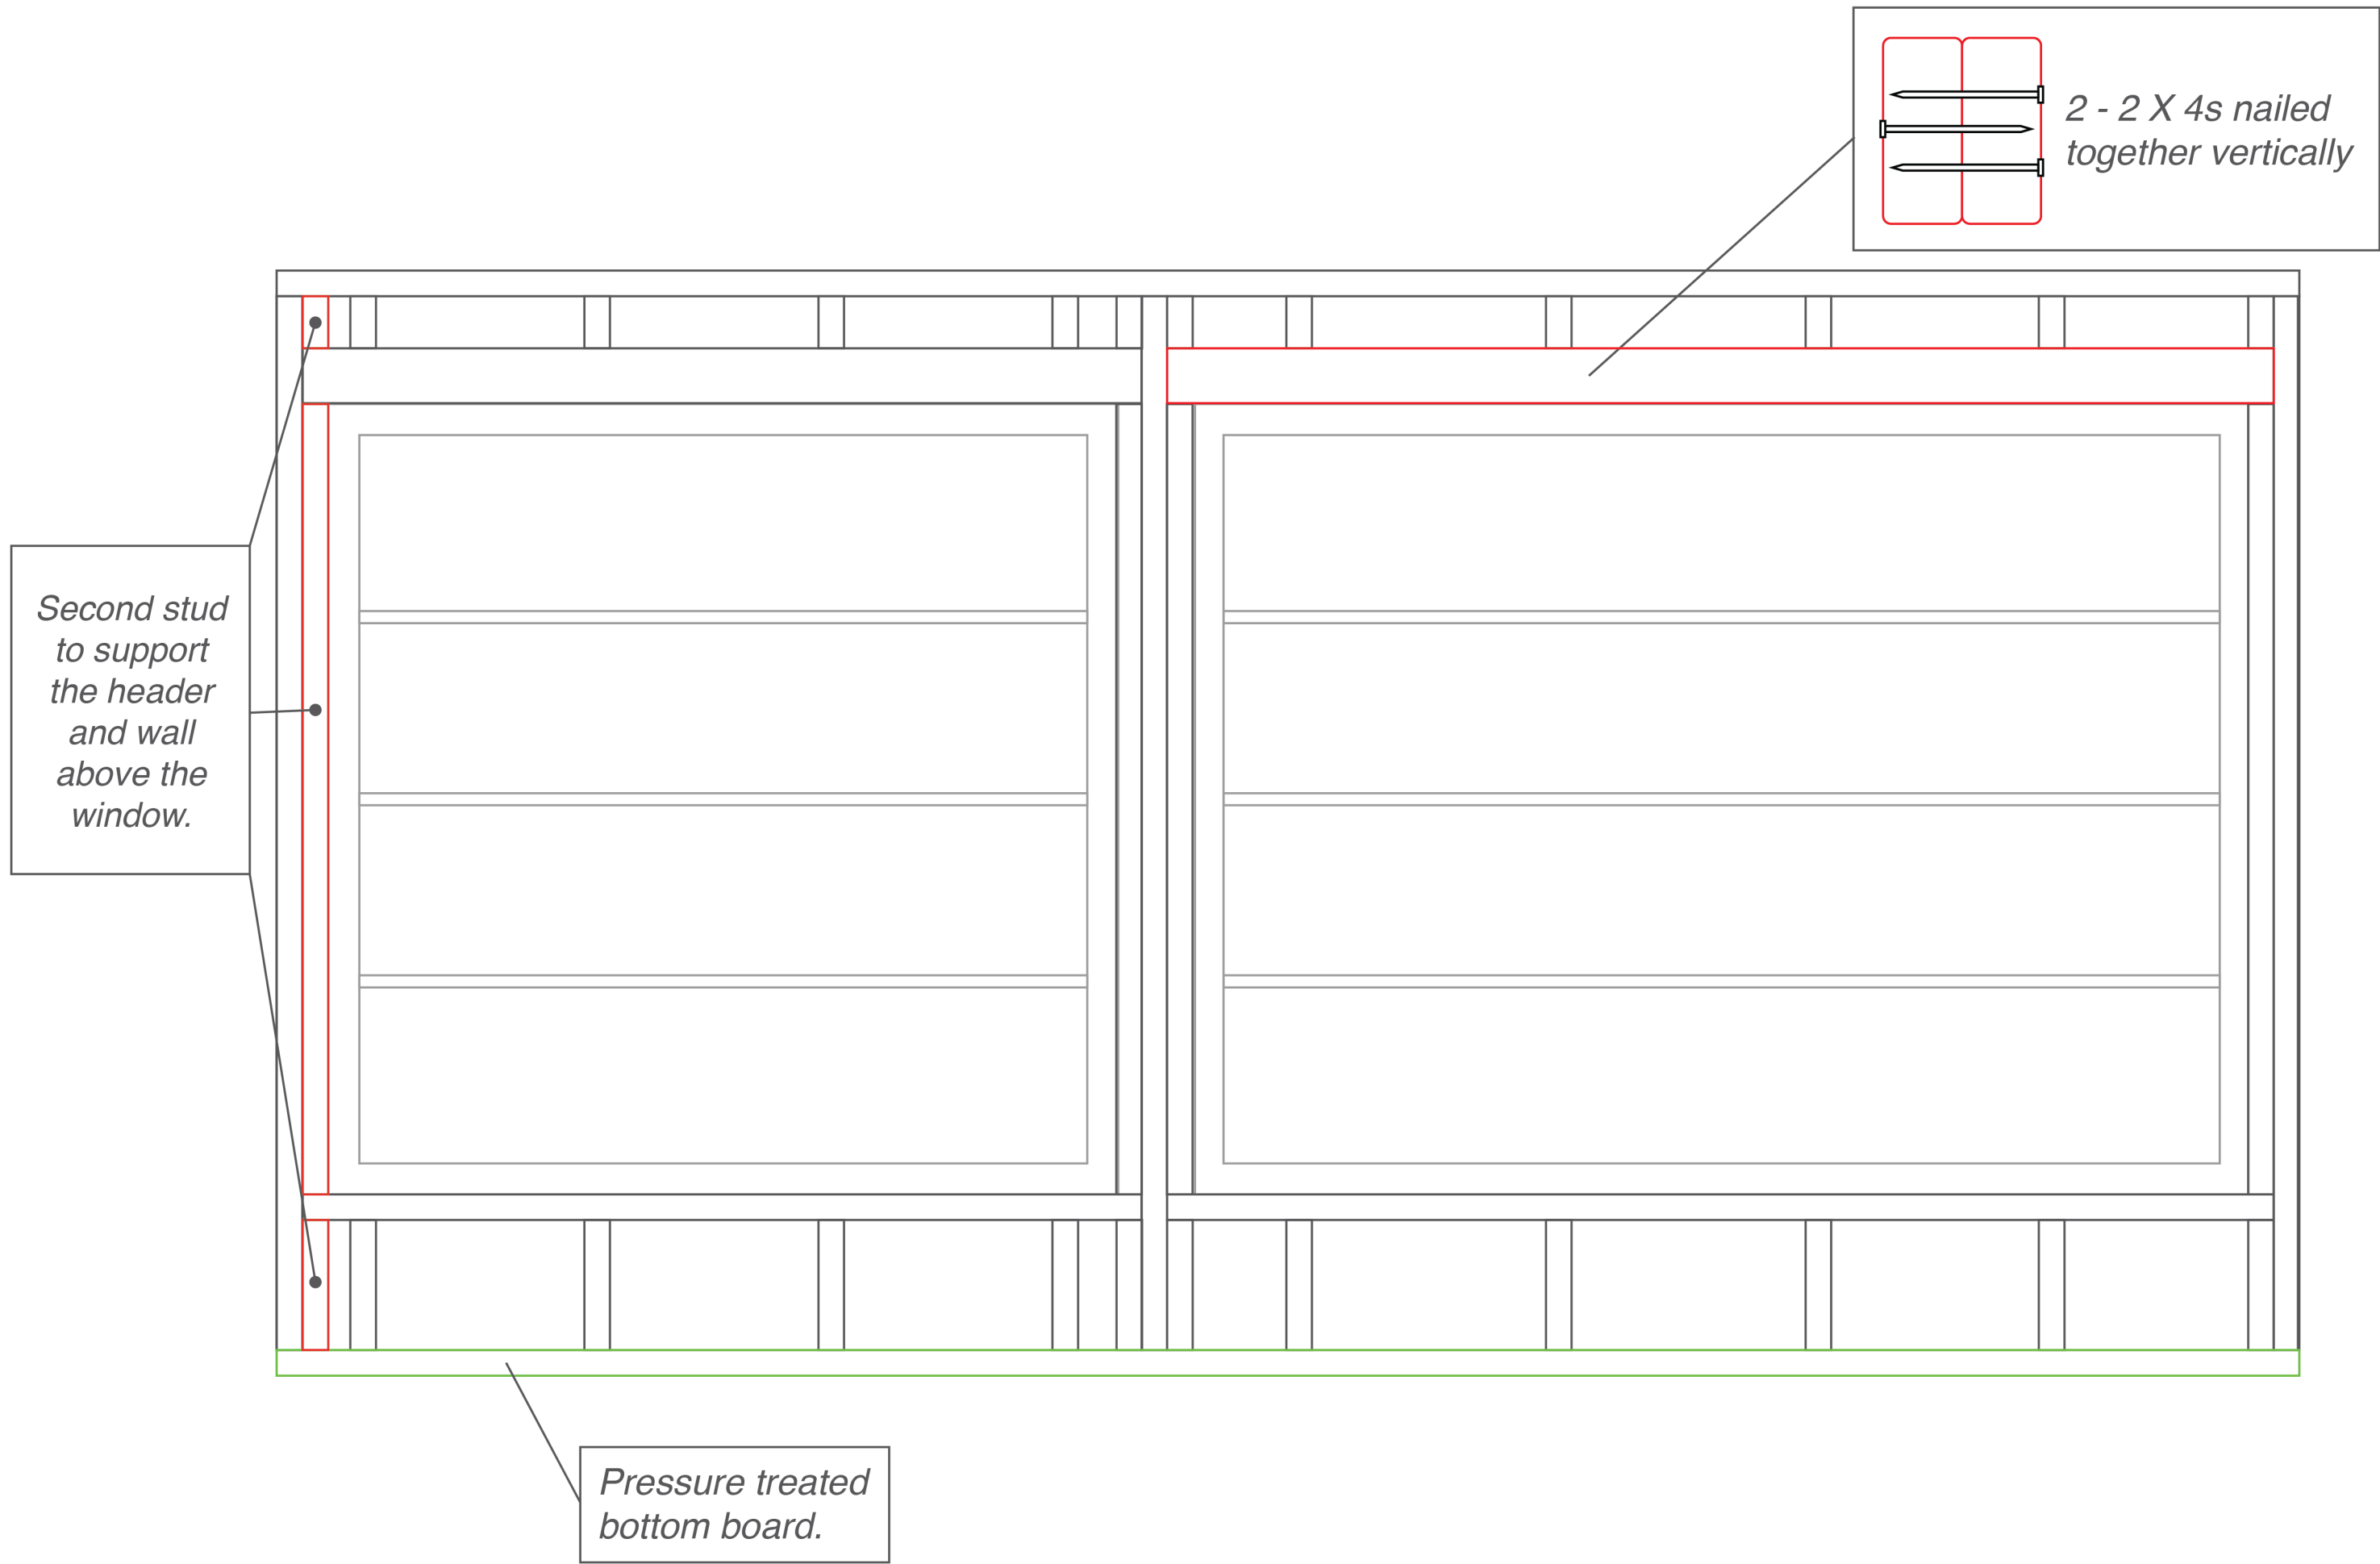 2 - 2 X 4s nailed
together vertically
Second stud
to support
the header
and wall
above the
window.
Pressure treated
bottom board.